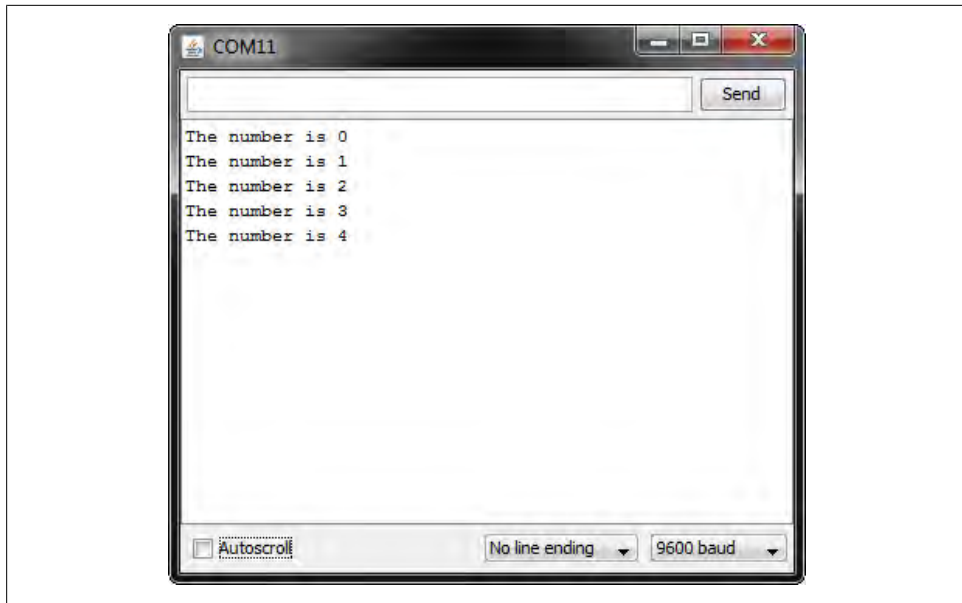 COM11
Send
The number is 0
The number is 1
The number is 2
The number is 3
The number is 4
Autoscroll
No line ending
9600 baud